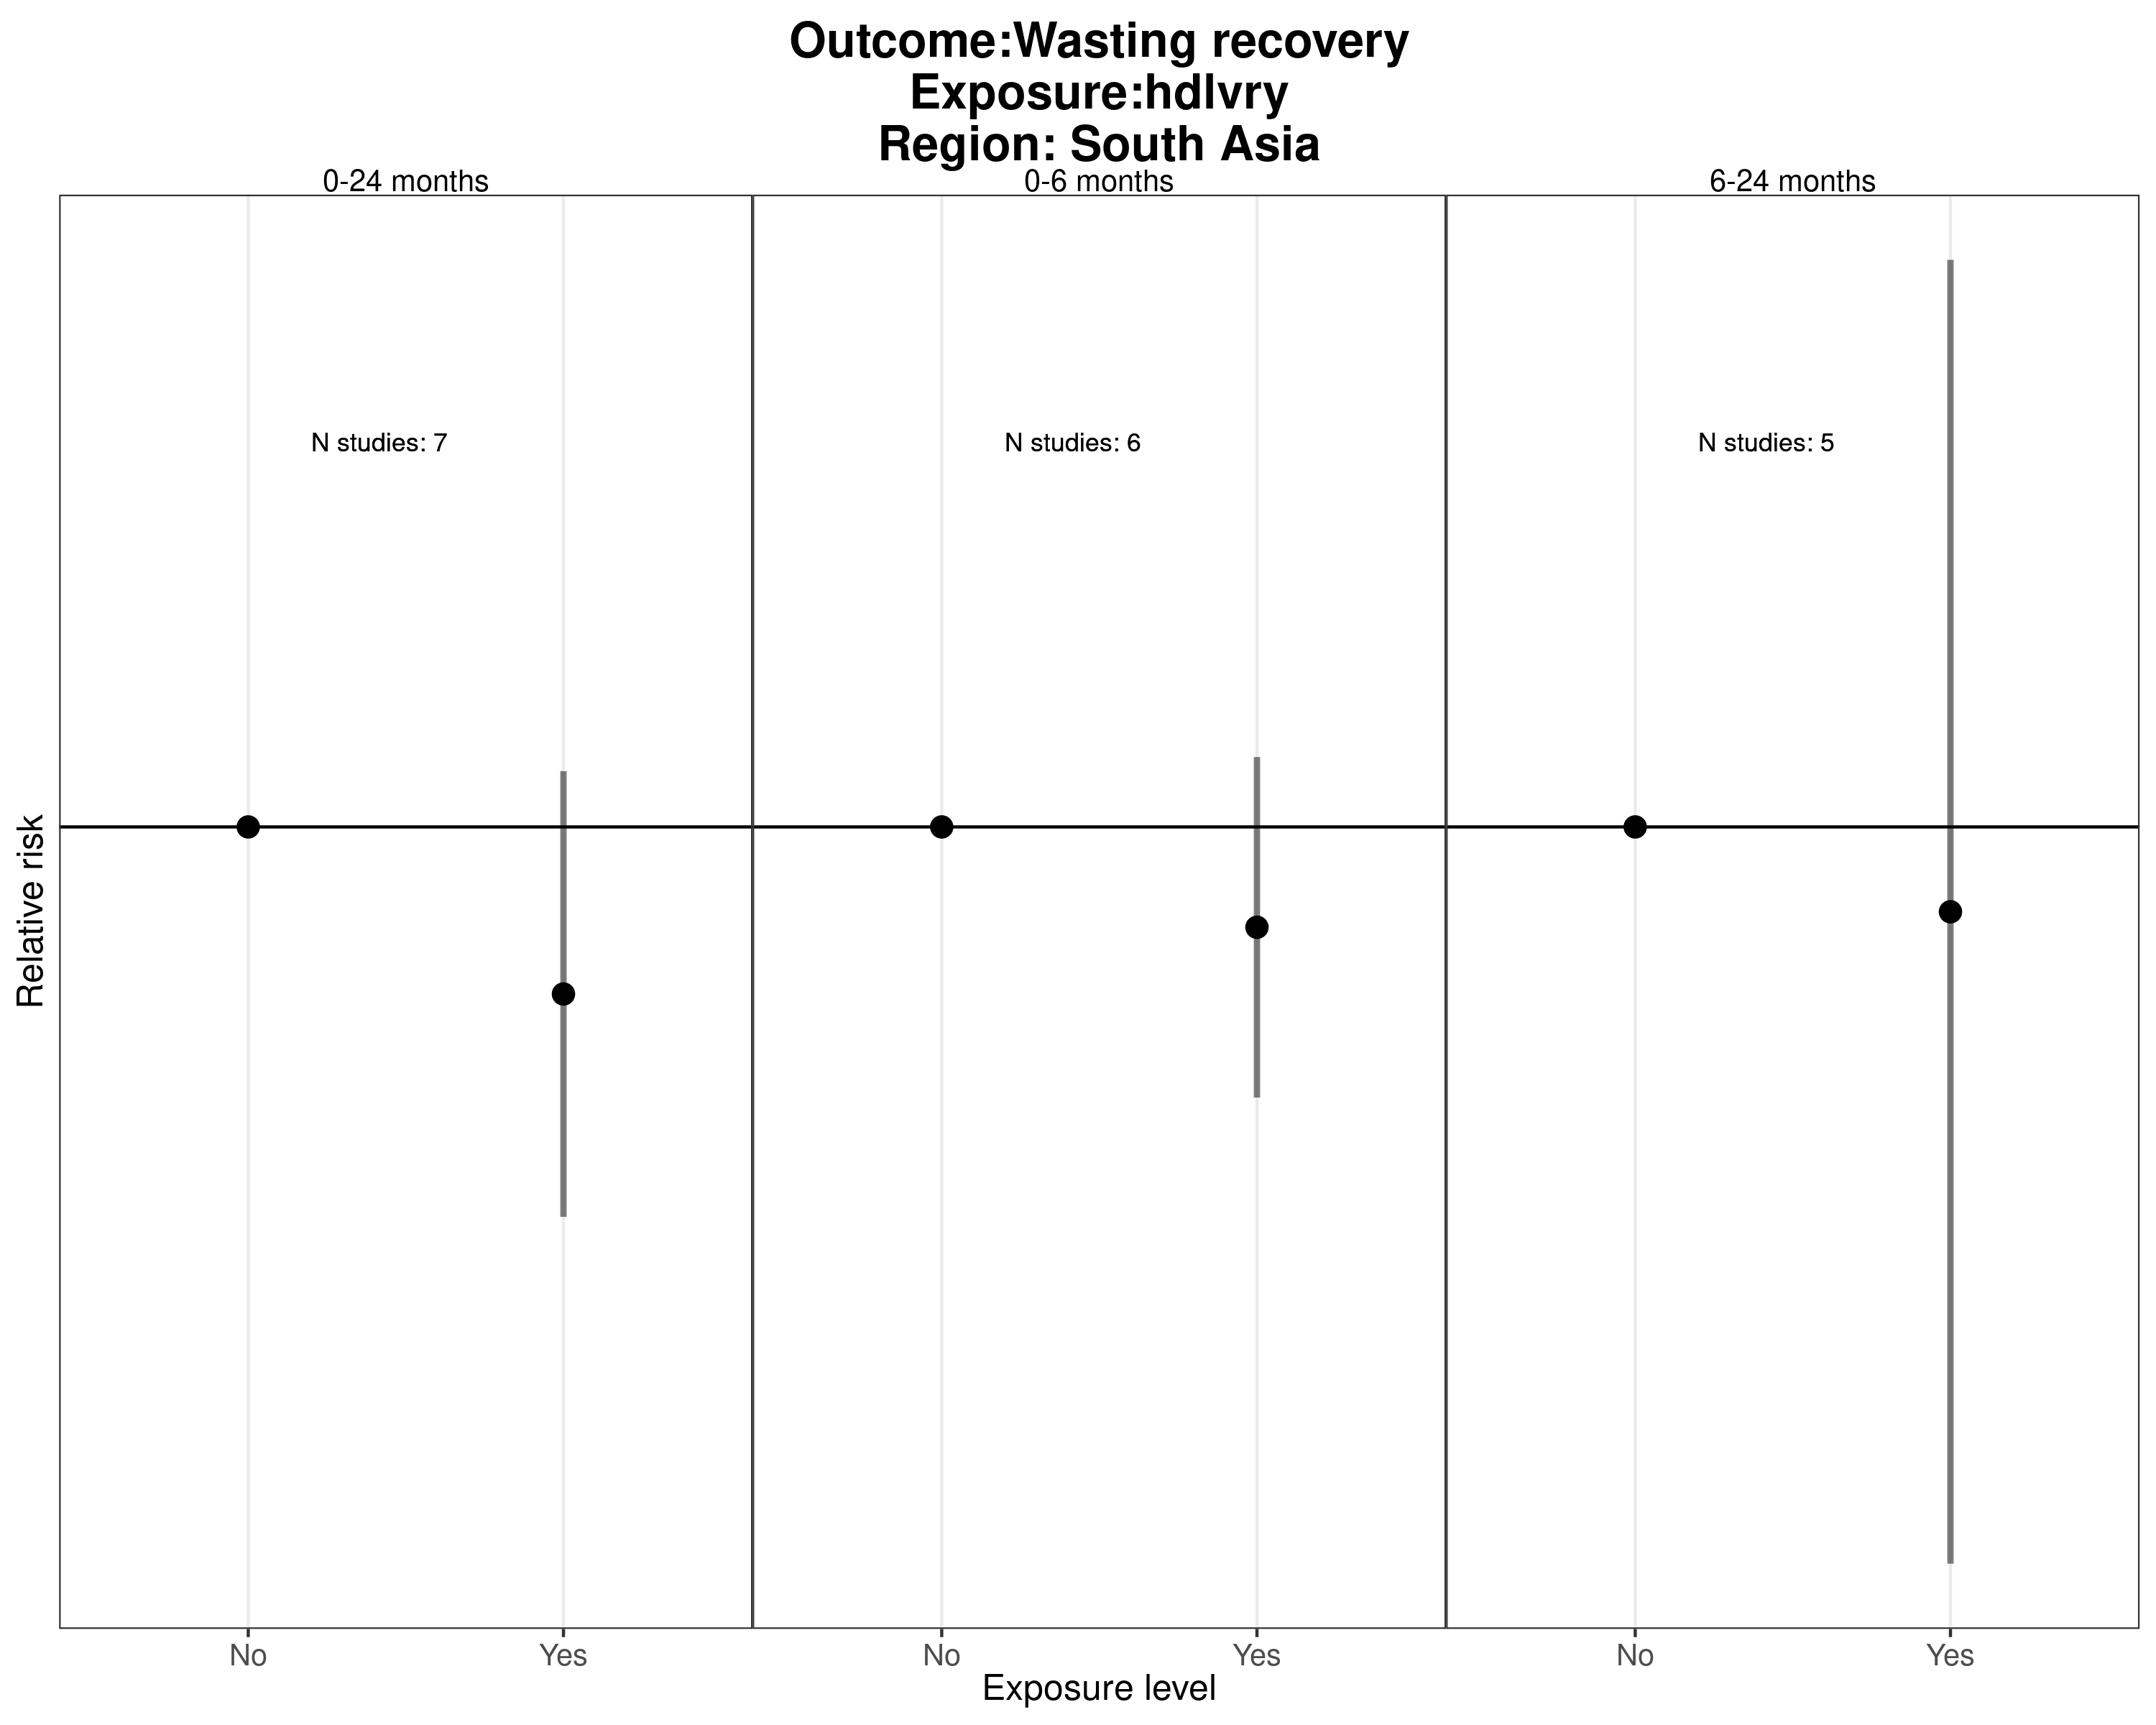 Outcome:Wasting recovery
Exposure:hdlvry
Region: South Asia
0-24 months
0-6 months
6-24 months
N studies: 7
N studies: 6
N studies: 5
Relative risk
No
Yes
No
Yes
No
Yes
Exposure level